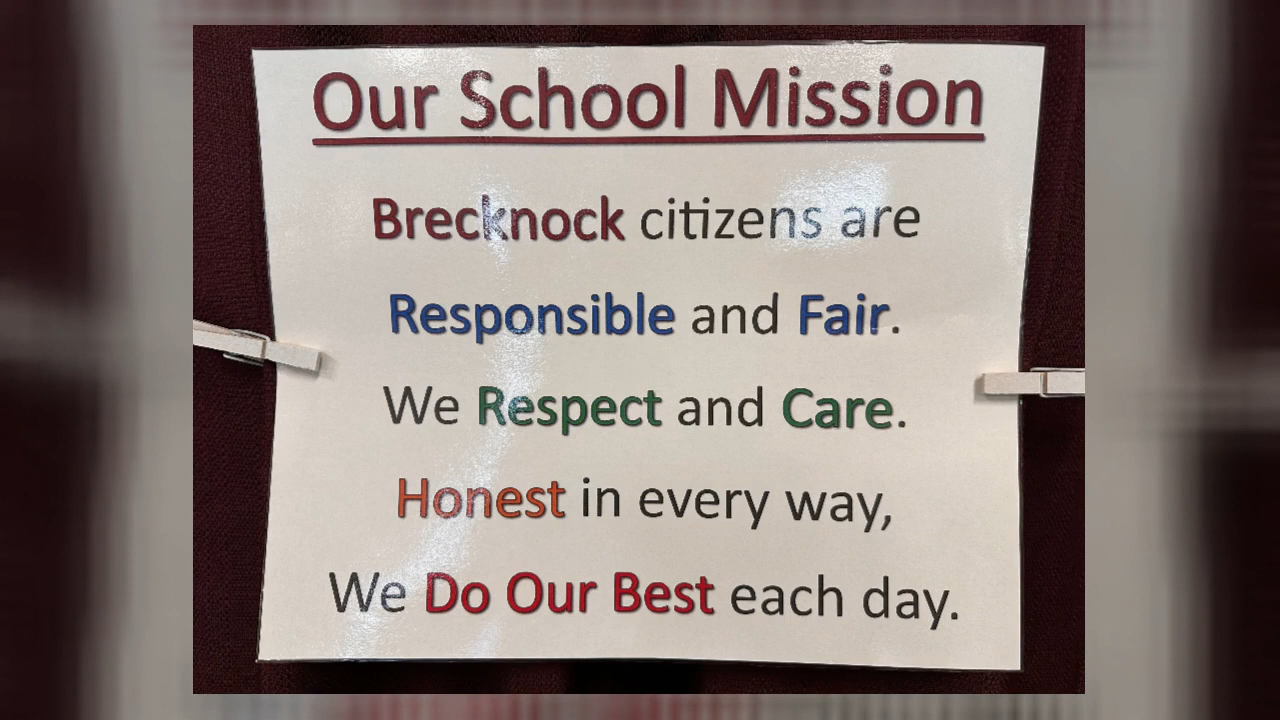 Our School Mission
Brecknock citizens are
Responsible and Fair.
We Respect and Care.
Honest in every way,
We Do Our Best each day.